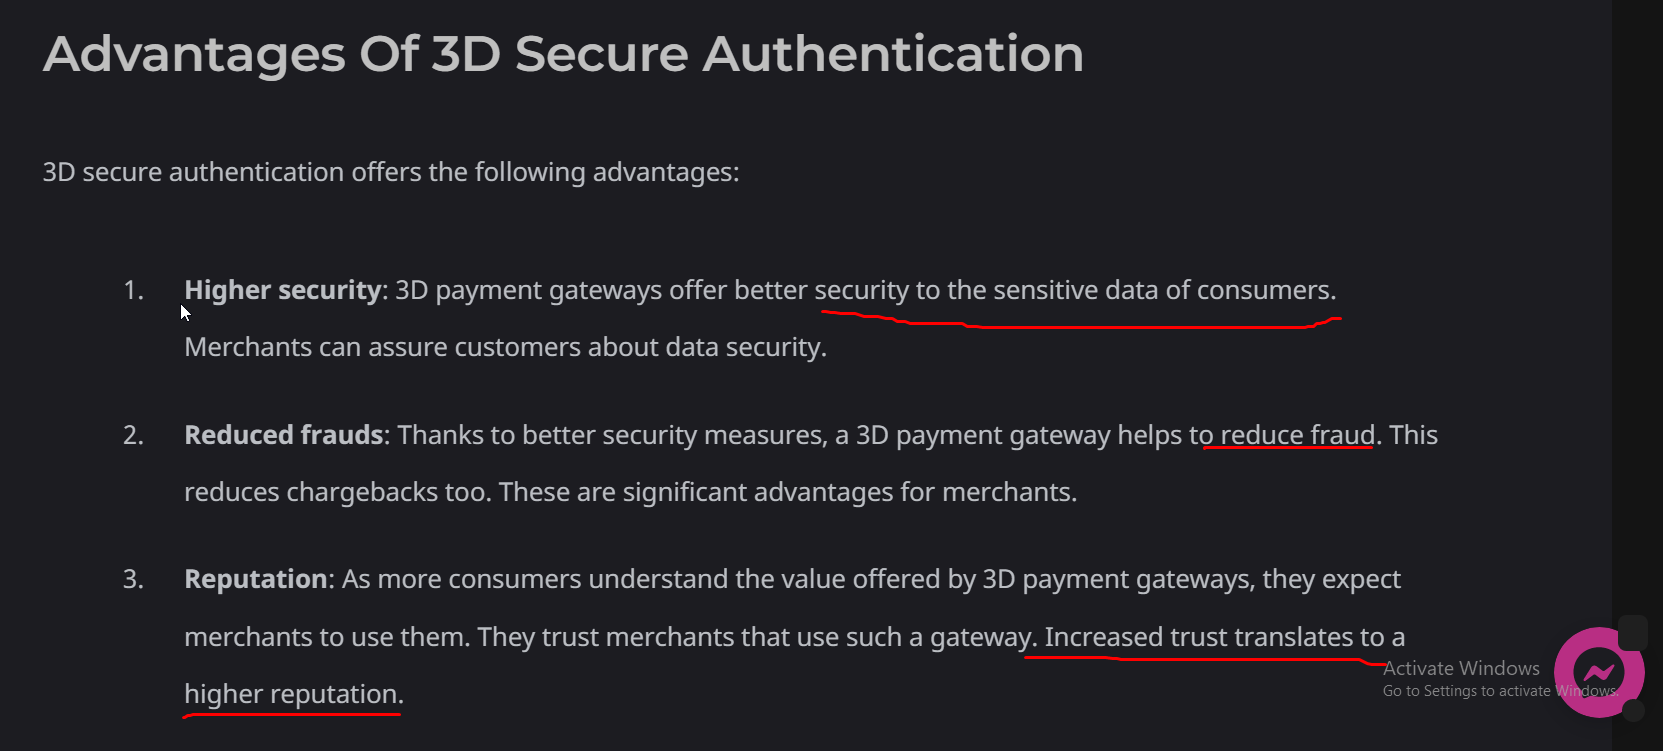 Advantages Of 3D Secure Authentication
3D secure authentication offers the following advantages:
1. Higher security: 3D payment gateways offer better security to the sensitive data of consumers.
Merchants can assure customers about data security.
2. Reduced frauds: Thanks to better security measures, a 3D payment gateway helps to reduce fraud. This
reduces chargebacks too. These are significant advantages for merchants.
3. Reputation: As more consumers understand the value offered by 3D payment gateways, they expect
merchants to use them. They trust merchants that use such a gateway. Increased trust translates to a
higher reputation.
Activate Windows
Go to Settings to activate Windows.